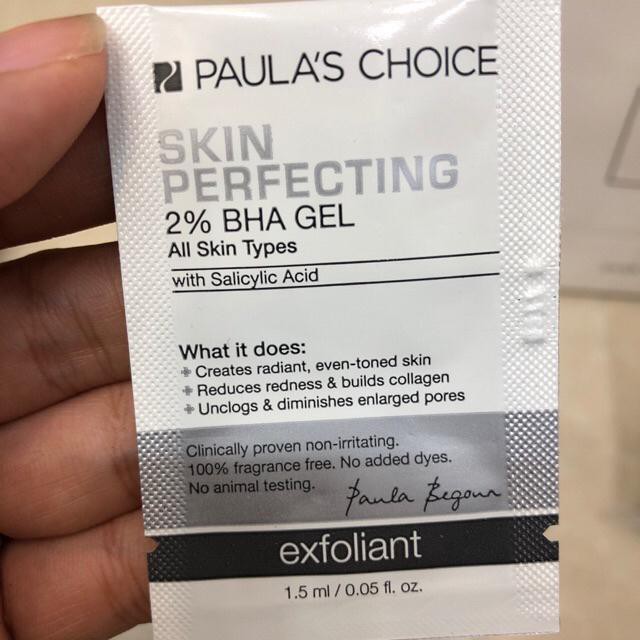 PAULA'S CHOICE
SKIN
PERFECTING
2% BHA GEL
All Skin Types
with Salicylic Acid
What it does:
Creates radiant, even-toned skin
Reduces redness & builds collagen
Unclogs & diminishes enlarged pores
Clinically proven non-irritating.
100% fragrance free. No added dyes.
No animal testing.
Paula Begoun
exfoliant
1.5 ml / 0.05 fl. oz.